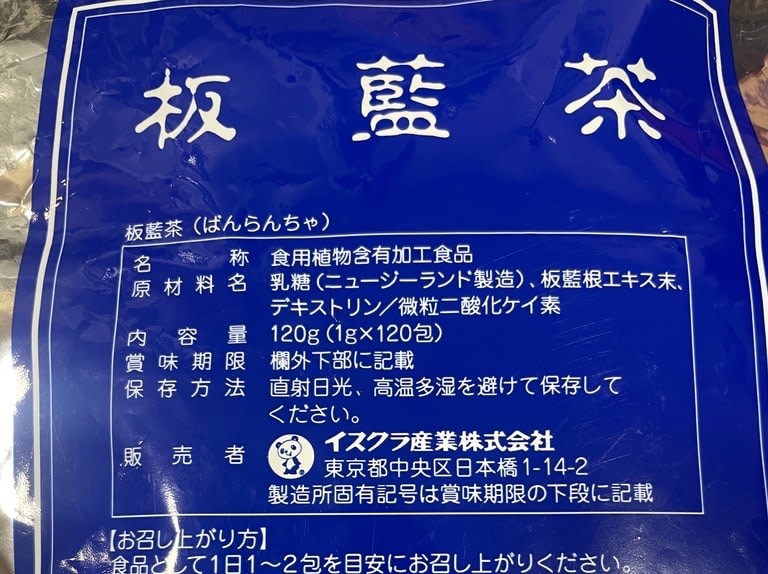 板藍茶
板藍茶(ばんらんちゃ)
名称 食用植物含有加工食品
原材料名 乳糖(ニュージーランド製造)、板藍根エキス末、
デキストリン/微粒二酸化ケイ素
内容量 120g(1g×120包)
賞味期限 欄外下部に記載
保存方法 直射日光、高温多湿を避けて保存して
ください。
販売者 イスクラ産業株式会社
東京都中央区日本橋1-14-2
製造所固有記号は賞味期限の下段に記載
【お召し上がり方】
食品として1日1~2包を目安にお召し上がりください。